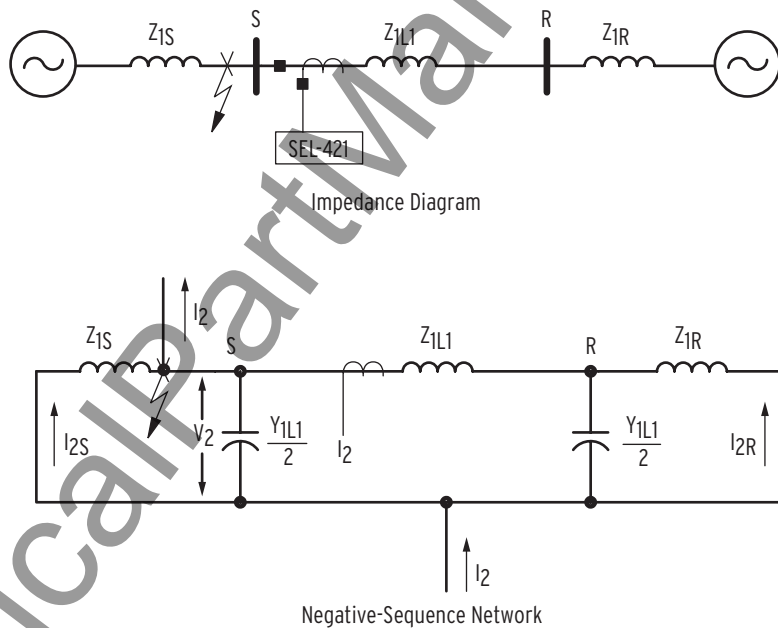 Z1S S Z1L1 R Z1R
SEL-421
Impedance Diagram
I2
Z1S S Z1L1 R Z1R
I2S V2 Y1L1/2 I2 Y1L1/2 I2R
I2
Negative-Sequence Network